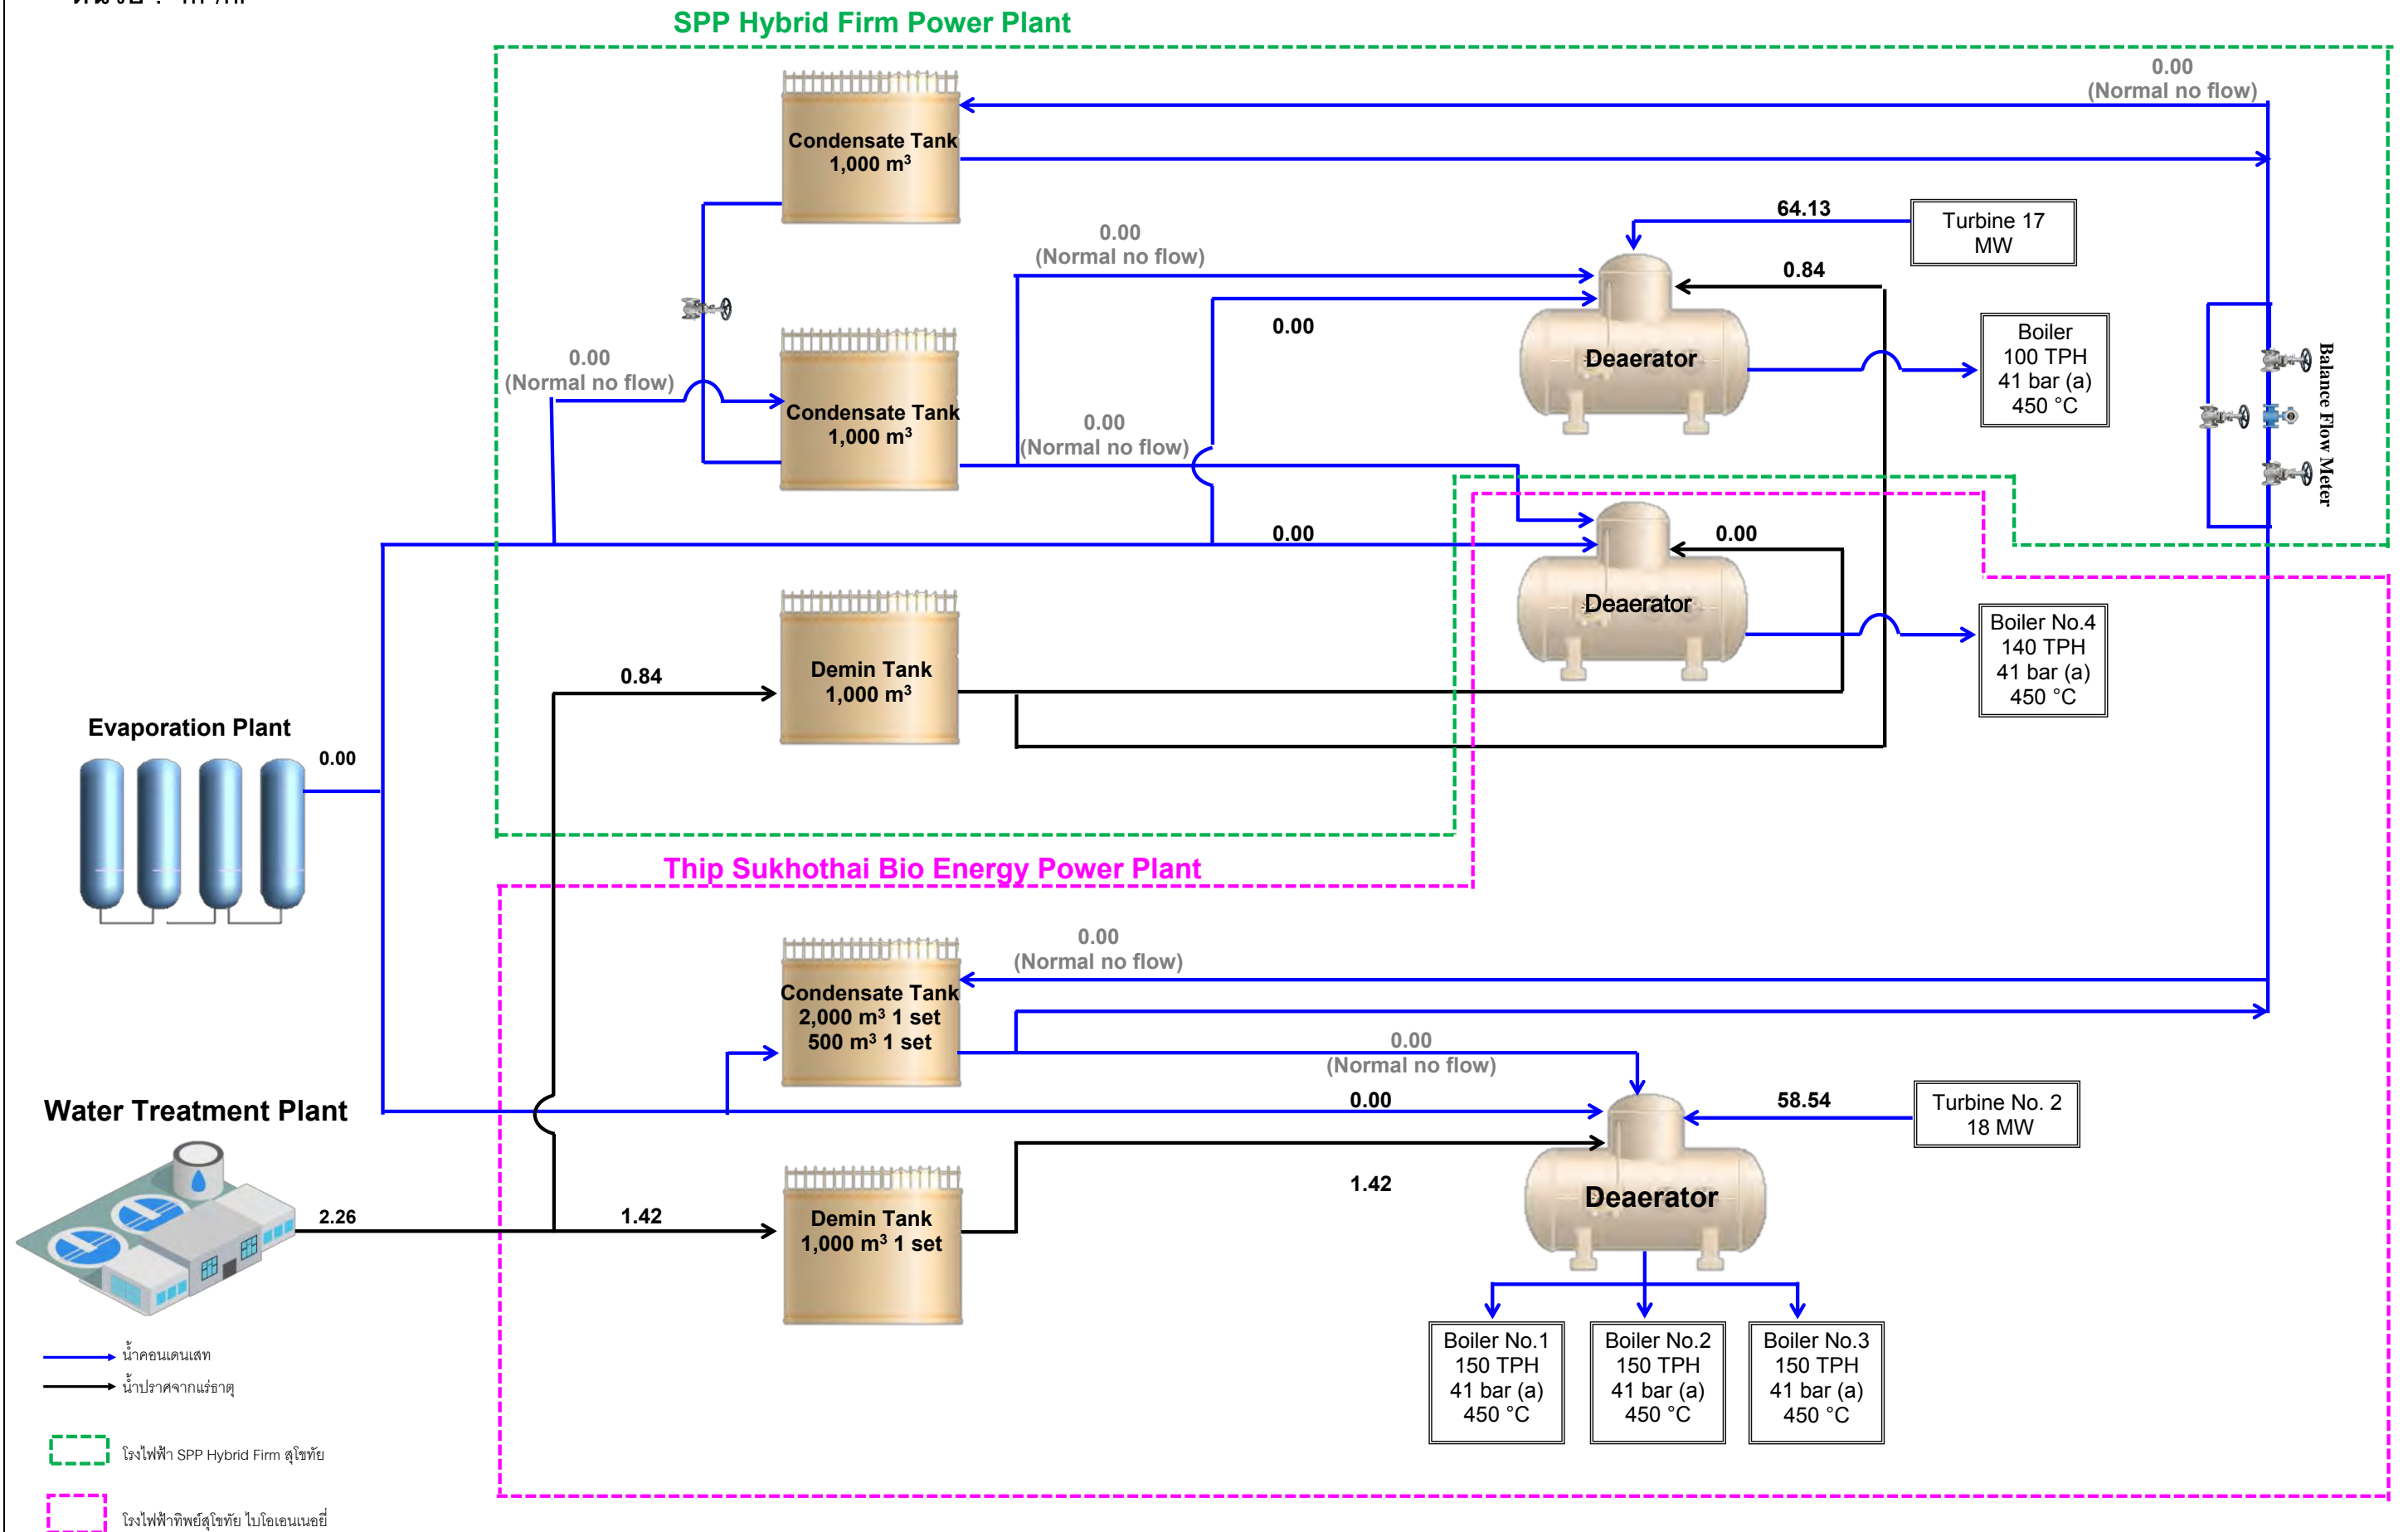 SPP Hybrid Firm Power Plant
0.00
(Normal no flow)
Condensate Tank
1,000 m³
64.13
Turbine 17
MW
0.00
(Normal no flow)
0.84
0.00
Boiler
100 TPH
41 bar (a)
450 °C
Deaerator
Balance Flow Meter
0.00
(Normal no flow)
Condensate Tank
1,000 m³
0.00
(Normal no flow)
0.00
0.00
Deaerator
Boiler No.4
140 TPH
41 bar (a)
450 °C
0.84
Demin Tank
1,000 m³
Evaporation Plant
0.00
Thip Sukhothai Bio Energy Power Plant
0.00
(Normal no flow)
Condensate Tank
2,000 m³ 1 set
500 m³ 1 set
0.00
(Normal no flow)
0.00
58.54
Turbine No. 2
18 MW
Water Treatment Plant
1.42
Deaerator
2.26
1.42
Demin Tank
1,000 m³ 1 set
Boiler No.1
150 TPH
41 bar (a)
450 °C
Boiler No.2
150 TPH
41 bar (a)
450 °C
Boiler No.3
150 TPH
41 bar (a)
450 °C
น้ำคอนเดนเสท
น้ำปราศจากแร่ธาตุ
โรงไฟฟ้า SPP Hybrid Firm สุโขทัย
โรงไฟฟ้าทิพย์สุโขทัย ไบโอเอนเนอยี่